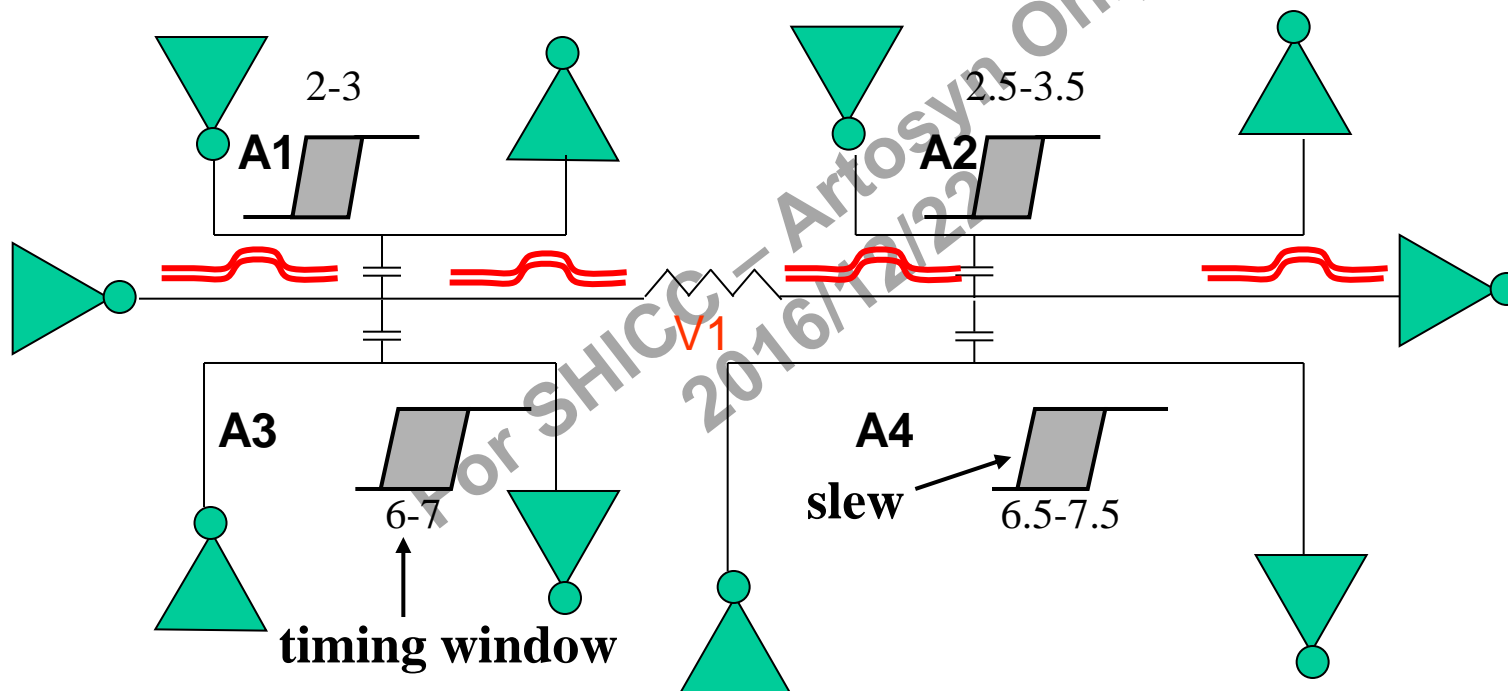 2-3
2.5-3.5
A1
A2
V1
A3
A4
slew
6-7
6.5-7.5
timing window
For SHICC – Artosyn Only
2016/12/22